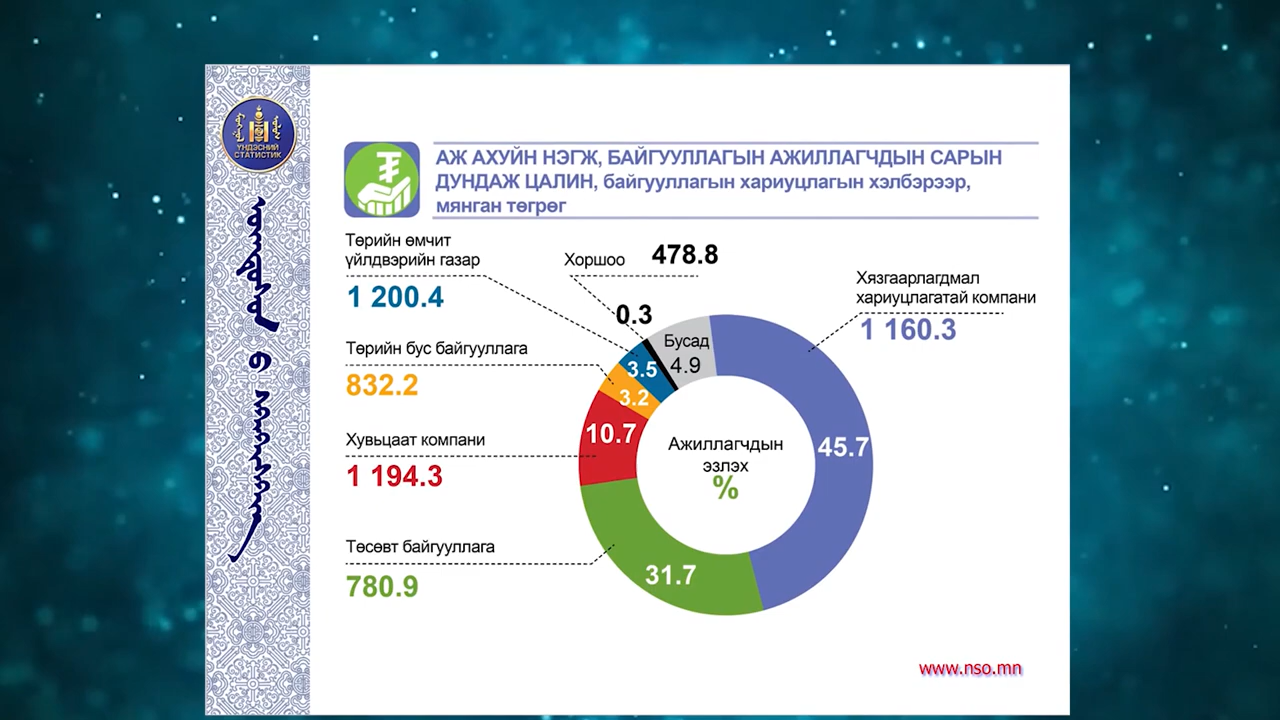 ҮНДЭСНИЙ
СТАТИСТИК
АЖ АХУЙН НЭГЖ, БАЙГУУЛЛАГЫН АЖИЛЛАГЧДЫН САРЫН
ДУНДАЖ ЦАЛИН, байгууллагын хариуцлагын хэлбэрээр,
мянган төгрөг
Төрийн өмчит
үйлдвэрийн газар
1 200.4
Хоршоо 478.8
0.3
Хязгаарлагдмал
хариуцлагатай компани
1 160.3
Бусад
4.9
3.5
3.2
Төрийн бус байгууллага
832.2
10.7
45.7
Хувьцаат компани
1 194.3
Ажиллагчдын
эзлэх
%
Төсөвт байгууллага
780.9
31.7
www.nso.mn